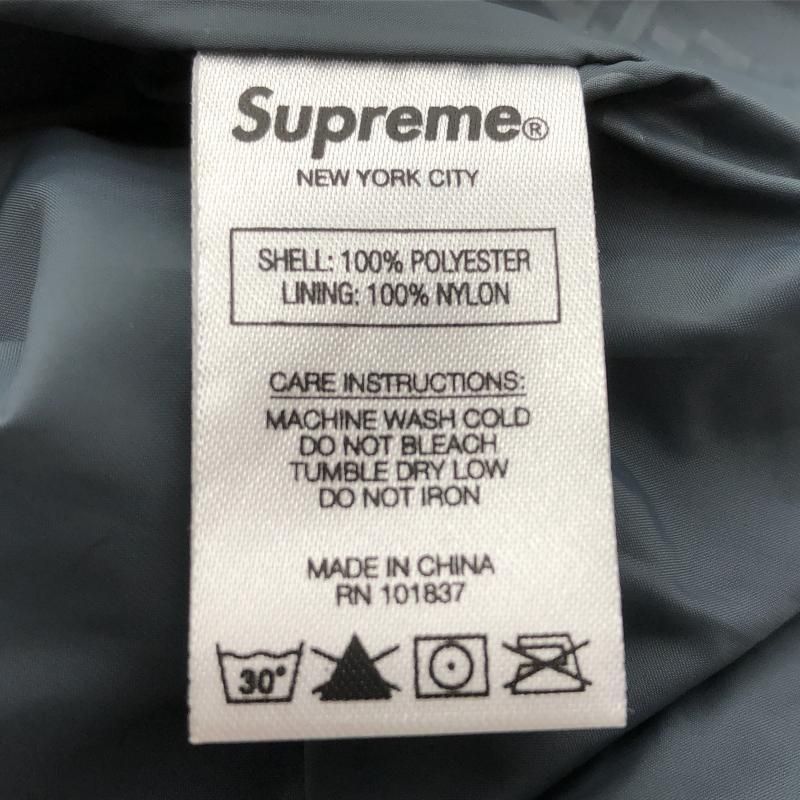 Supreme®
NEW YORK CITY
SHELL: 100% POLYESTER
LINING: 100% NYLON
CARE INSTRUCTIONS:
MACHINE WASH COLD
DO NOT BLEACH
TUMBLE DRY LOW
DO NOT IRON
MADE IN CHINA
RN 101837
30°